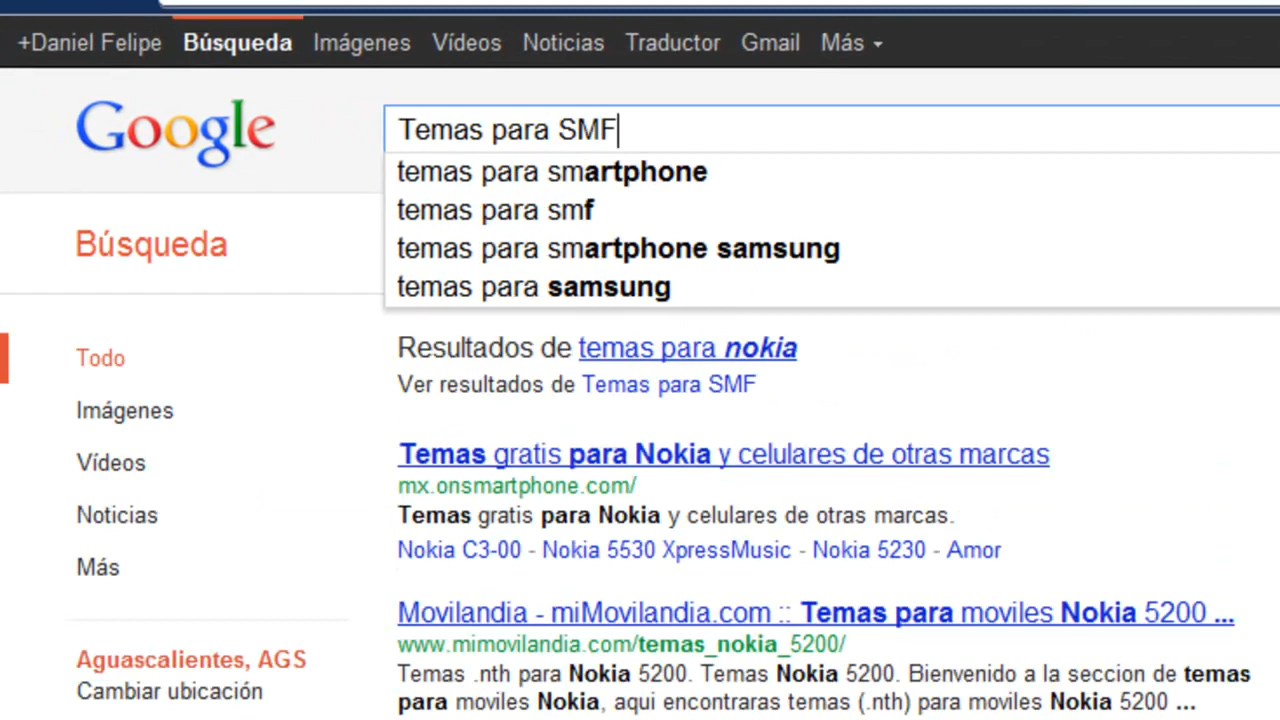 +Daniel Felipe Búsqueda Imágenes Vídeos Noticias Traductor Gmail Más
Google
Temas para SMF
temas para smartphone
temas para smf
temas para smartphone samsung
temas para samsung
Búsqueda
Todo
Imágenes
Vídeos
Noticias
Más
Aguascalientes, AGS
Cambiar ubicación
Resultados de temas para nokia
Ver resultados de Temas para SMF
Temas gratis para Nokia y celulares de otras marcas
mx.onsmartphone.com/
Temas gratis para Nokia y celulares de otras marcas.
Nokia C3-00 - Nokia 5530 XpressMusic - Nokia 5230 - Amor
Movilandia - miMovilandia.com :: Temas para moviles Nokia 5200 ...
www.mimovilandia.com/temas_nokia_5200/
Temas .nth para Nokia 5200. Temas Nokia 5200. Bienvenido a la seccion de temas
para moviles Nokia, aqui encontraras temas (.nth) para moviles Nokia 5200 ...